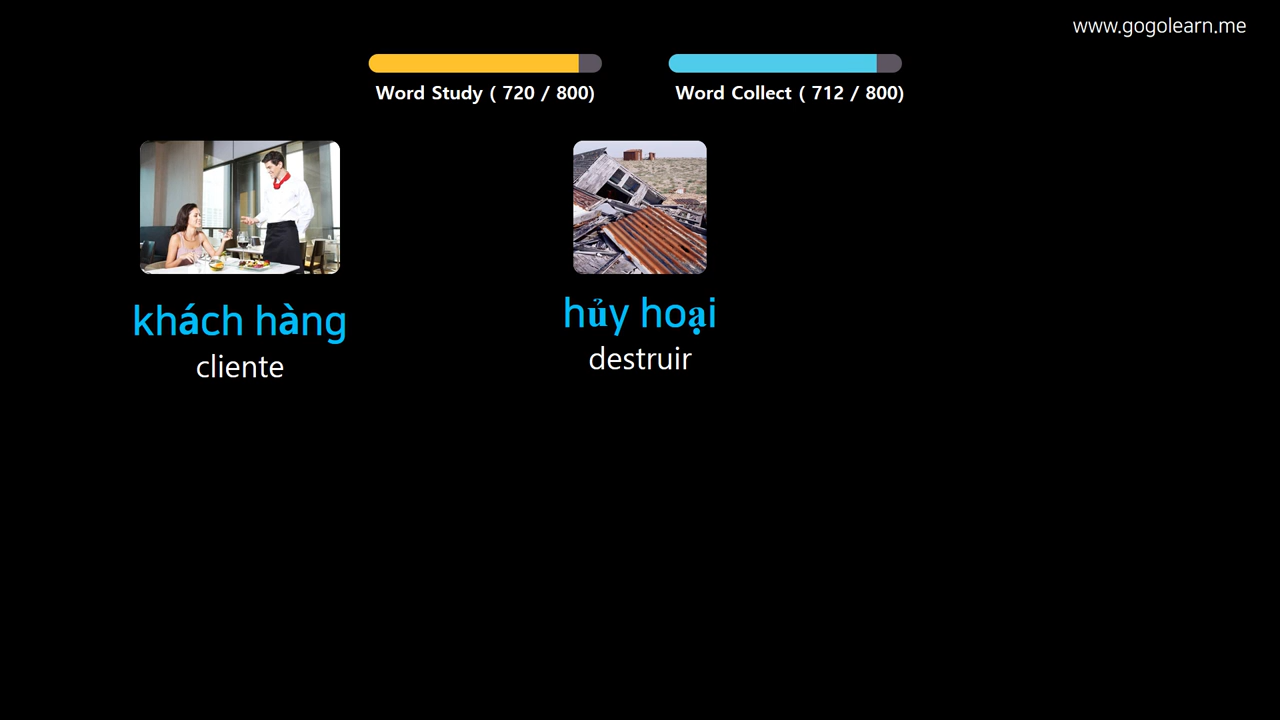 www.gogolearn.me
Word Study ( 720 / 800)
Word Collect ( 712 / 800)
khách hàng
cliente
hủy hoại
destruir